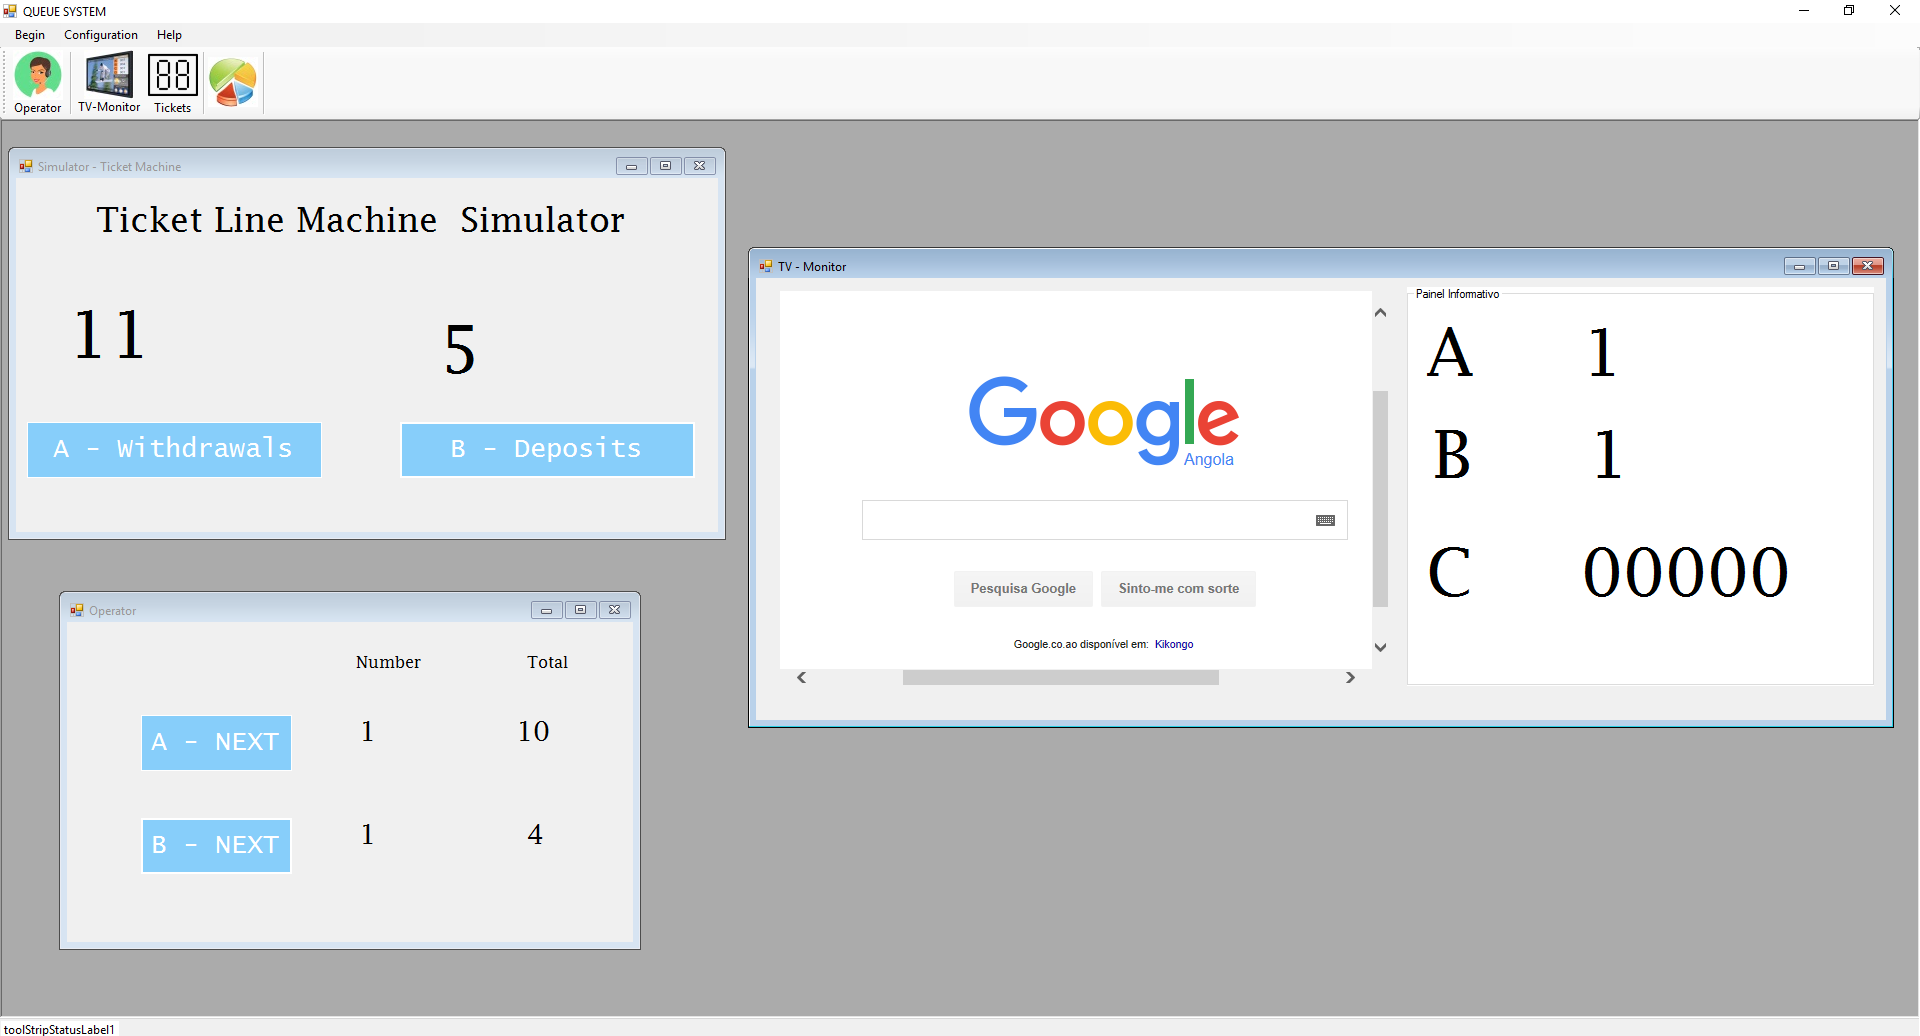 QUEUE SYSTEM
Begin Configuration Help
88
Operator TV-Monitor Tickets
Simulator - Ticket Machine
Ticket Line Machine Simulator
11 5
A - Withdrawals B - Deposits
Operator
Number Total
A - NEXT 1 10
B - NEXT 1 4
TV - Monitor
Google
Angola
Pesquisa Google Sinto-me com sorte
Google.co.ao disponível em: Kikongo
Painel Informativo
A 1
B 1
C 00000
toolStripStatusLabel1